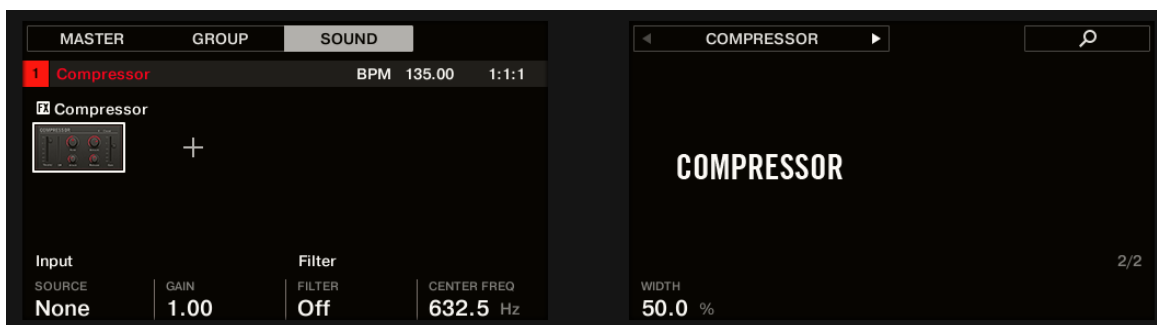 MASTER GROUP SOUND
1 Compressor BPM 135.00 1:1:1
FX Compressor
Input Filter
SOURCE GAIN FILTER CENTER FREQ
None 1.00 Off 632.5 Hz
COMPRESSOR
COMPRESSOR
2/2
WIDTH
50.0 %